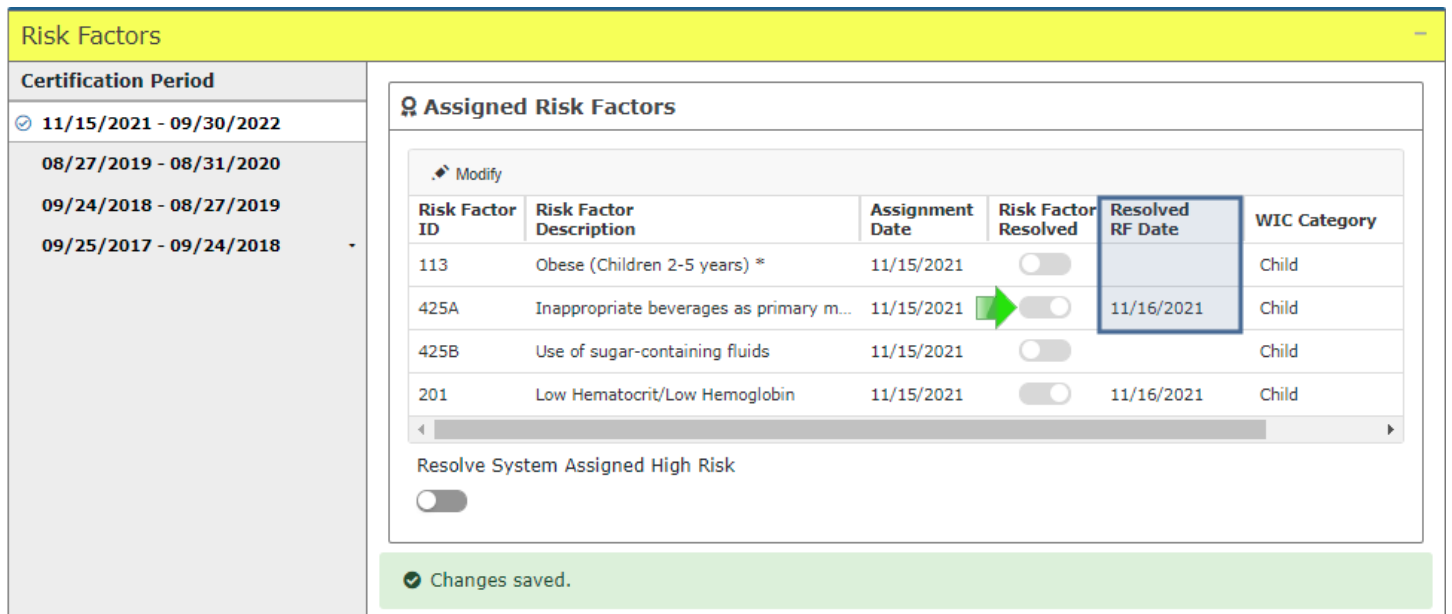 Risk Factors
Certification Period
11/15/2021 - 09/30/2022
08/27/2019 - 08/31/2020
09/24/2018 - 08/27/2019
09/25/2017 - 09/24/2018
Assigned Risk Factors
Modify
Risk Factor ID Risk Factor Description Assignment Date Risk Factor Resolved Resolved RF Date WIC Category
113 Obese (Children 2-5 years) * 11/15/2021 Child
425A Inappropriate beverages as primary m... 11/15/2021 11/16/2021 Child
425B Use of sugar-containing fluids 11/15/2021 Child
201 Low Hematocrit/Low Hemoglobin 11/15/2021 11/16/2021 Child
Resolve System Assigned High Risk
Changes saved.